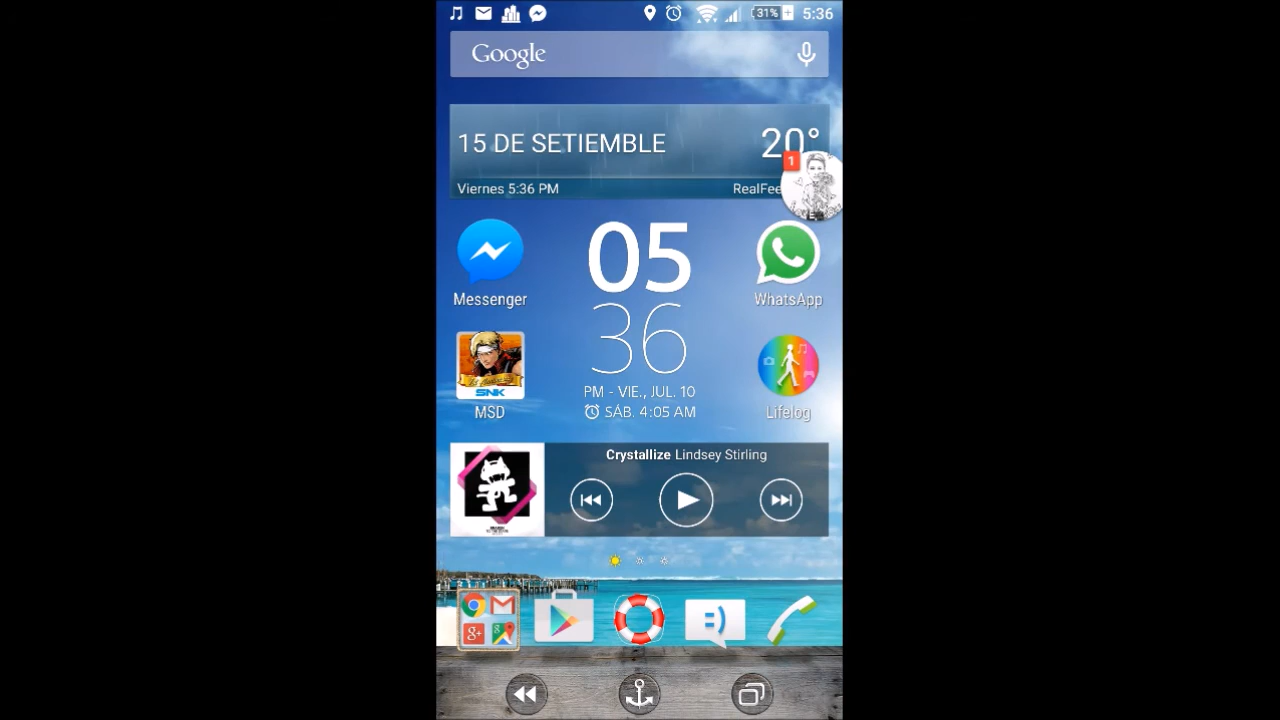 31% 5:36
Google
15 DE SETIEMBLE 20°
1
Viernes 5:36 PM RealFee
05
36
Messenger WhatsApp
PM - VIE., JUL. 10
SÁB. 4:05 AM
SNK
MSD Lifelog
Crystallize Lindsey Stirling
g+ g